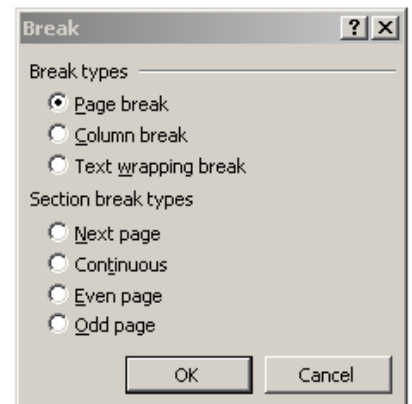 Break
Break types
Page break
Column break
Text wrapping break
Section break types
Next page
Continuous
Even page
Odd page
OK Cancel